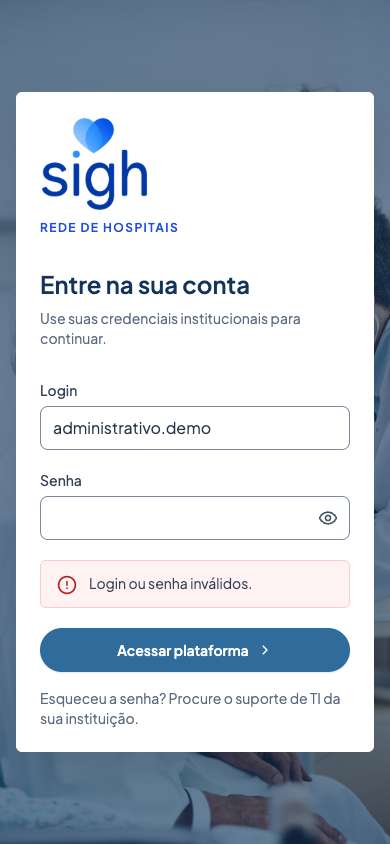 sigh
REDE DE HOSPITAIS
Entre na sua conta
Use suas credenciais institucionais para
continuar.
Login
administrativo.demo
Senha
Login ou senha inválidos.
Acessar plataforma
Esqueceu a senha? Procure o suporte de TI da
sua instituição.